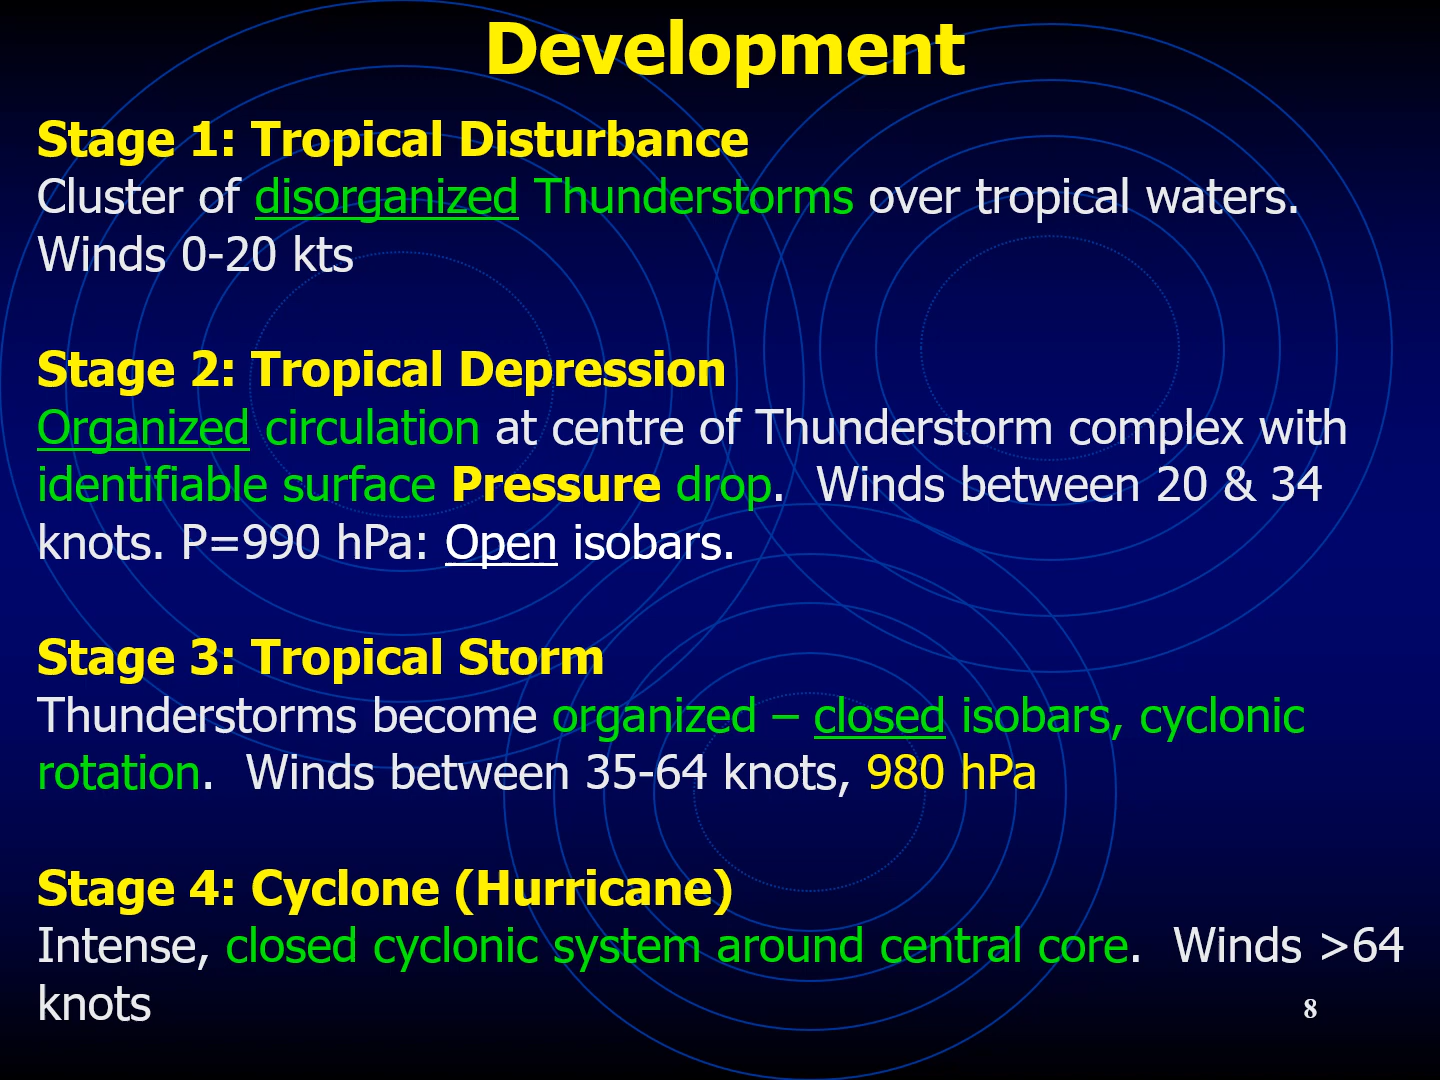 Development
Stage 1: Tropical Disturbance
Cluster of disorganized Thunderstorms over tropical waters.
Winds 0-20 kts
Stage 2: Tropical Depression
Organized circulation at centre of Thunderstorm complex with
identifiable surface Pressure drop.  Winds between 20 & 34
knots. P=990 hPa: Open isobars.
Stage 3: Tropical Storm
Thunderstorms become organized – closed isobars, cyclonic
rotation.  Winds between 35-64 knots, 980 hPa
Stage 4: Cyclone (Hurricane)
Intense, closed cyclonic system around central core.  Winds >64
knots
8